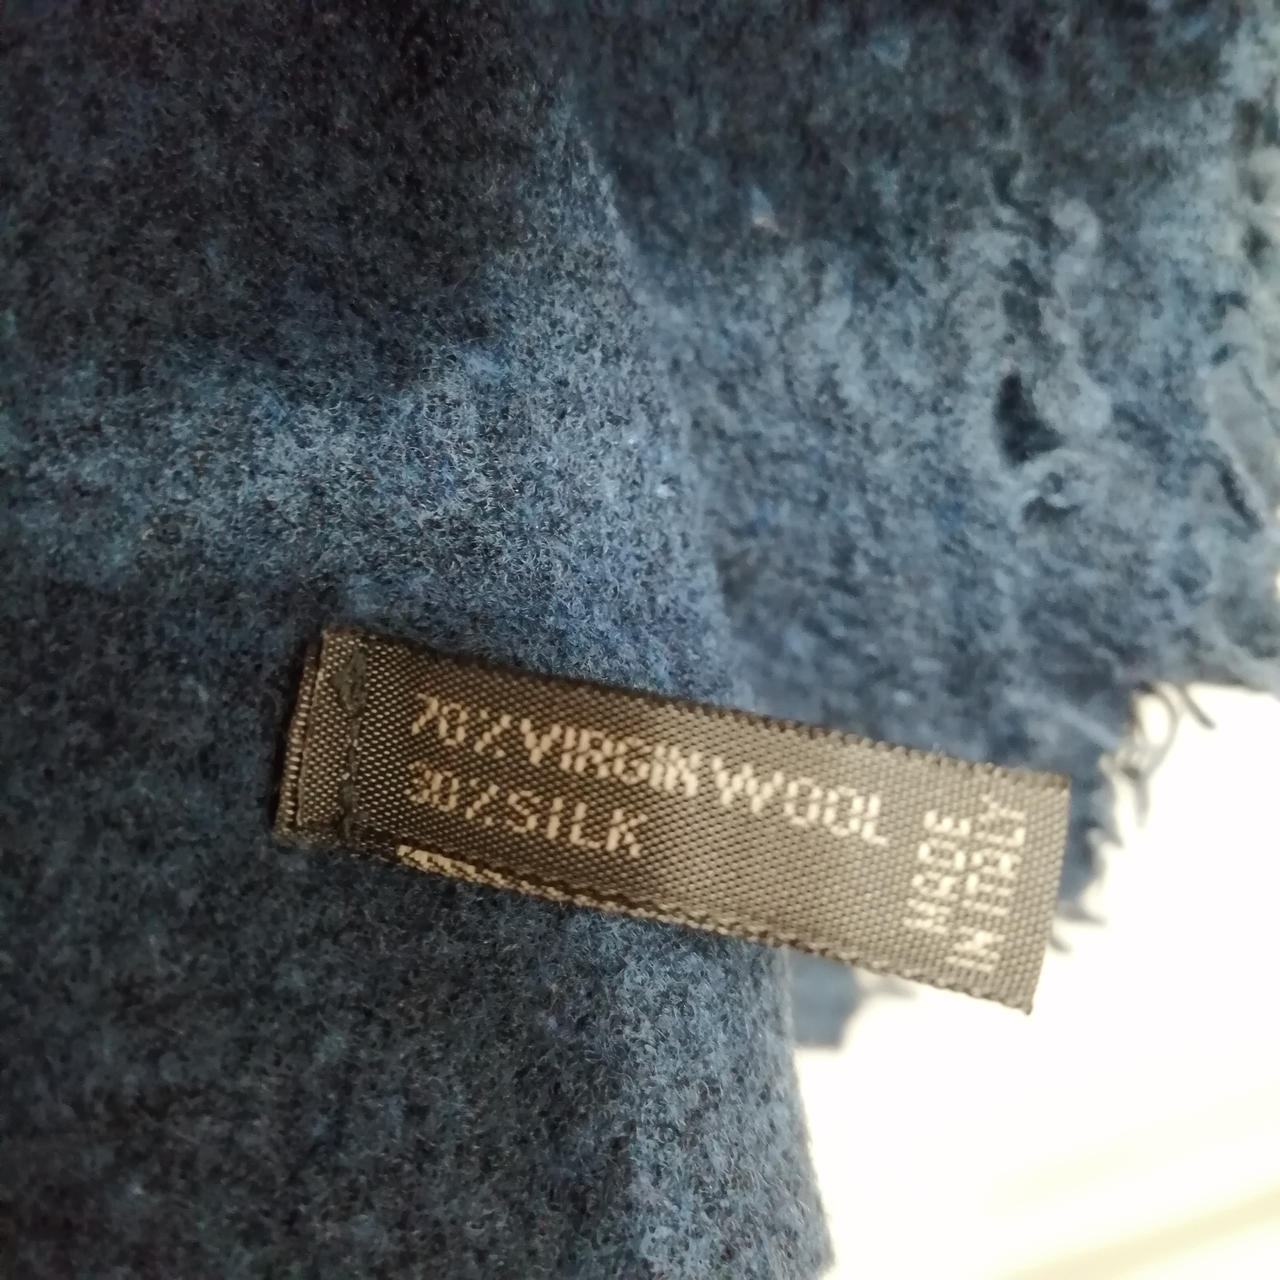 70% VIRGIN WOOL
30% SILK
MADE
IN ITALY